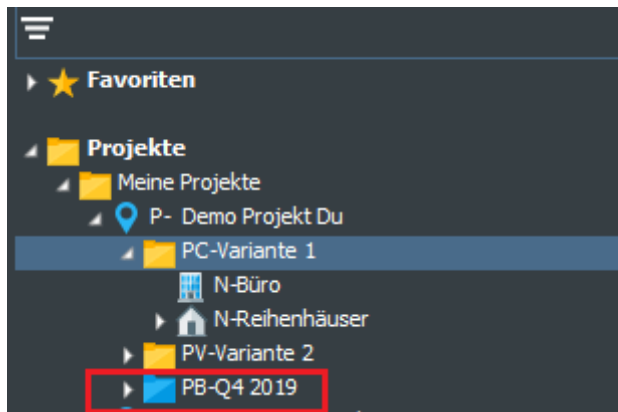 Favoriten
Projekte
Meine Projekte
P- Demo Projekt Du
PC-Variante 1
N-Büro
N-Reihenhäuser
PV-Variante 2
PB-Q4 2019